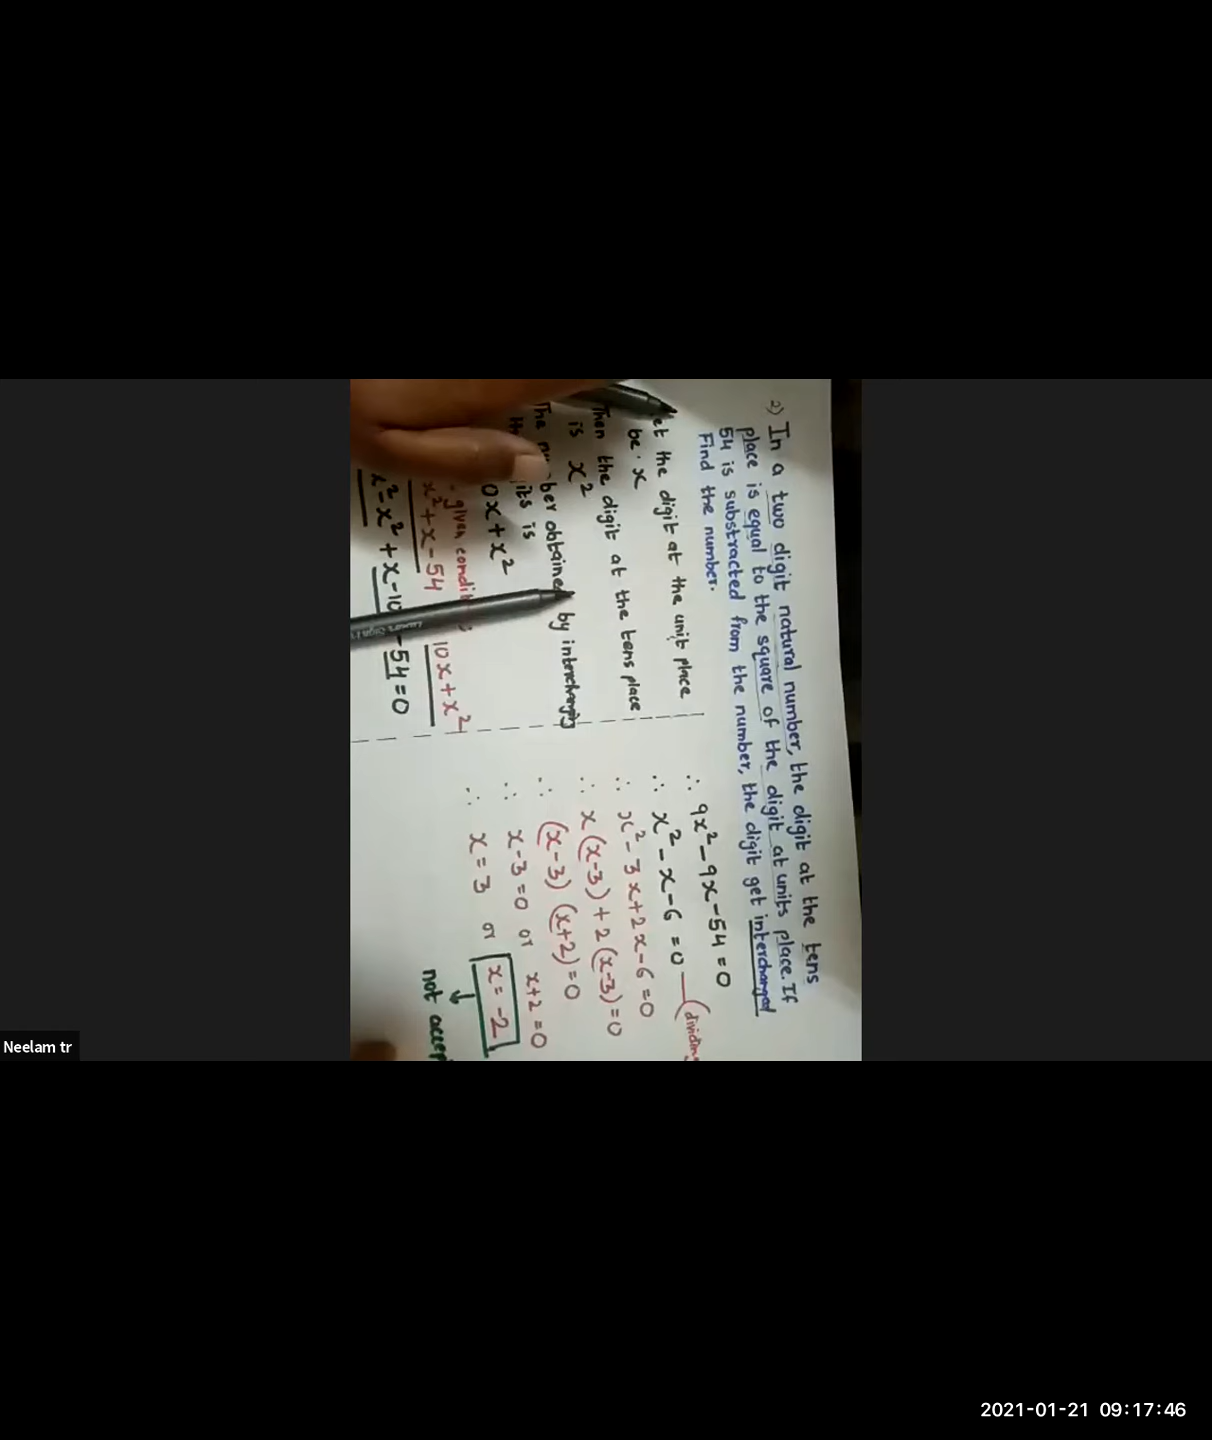 2) In a two digit natural number, the digit at the tens
place is equal to the square of the digit at units place. If
54 is substracted from the number, the digit get interchanged
Find the number.
et the digit at the unit place
be x
Then the digit at the tens place
is x²
The ber obtained by interchanging
its is
0x+x²
given condi
x²+x-54 10x+x²
x²-x²+x-10 -54=0
∴ 9x²-9x-54=0
∴ x²-x-6=0 —(dividing
∴ x²-3x+2x-6=0
∴ x(x-3)+2(x-3)=0
∴ (x-3)(x+2)=0
∴ x-3=0 or x+2=0
∴ x=3 or x=-2
not accep
Neelam tr
2021-01-21 09:17:46